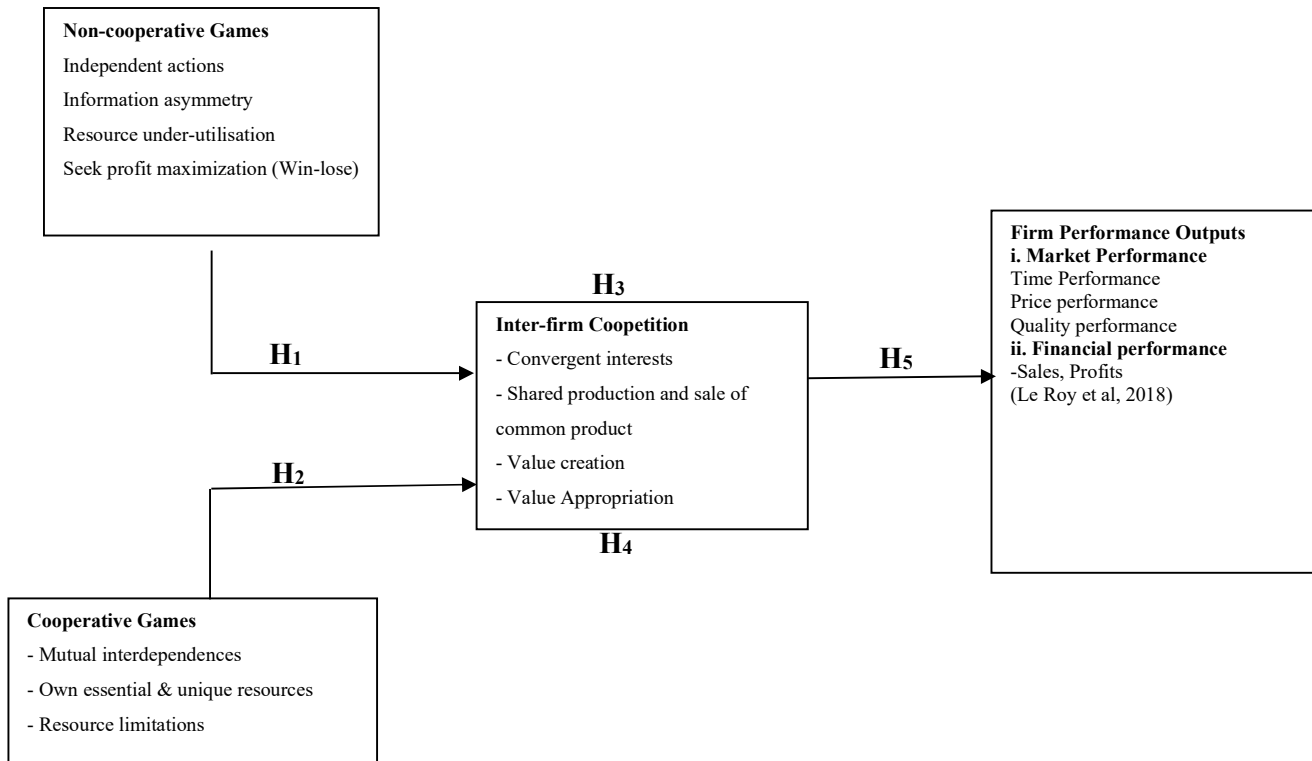 Non-cooperative Games
Independent actions
Information asymmetry
Resource under-utilisation
Seek profit maximization (Win-lose)
H1
H2
Cooperative Games
- Mutual interdependences
- Own essential & unique resources
- Resource limitations
H3
Inter-firm Coopetition
- Convergent interests
- Shared production and sale of
common product
- Value creation
- Value Appropriation
H4
H5
Firm Performance Outputs
i. Market Performance
Time Performance
Price performance
Quality performance
ii. Financial performance
-Sales, Profits
(Le Roy et al, 2018)